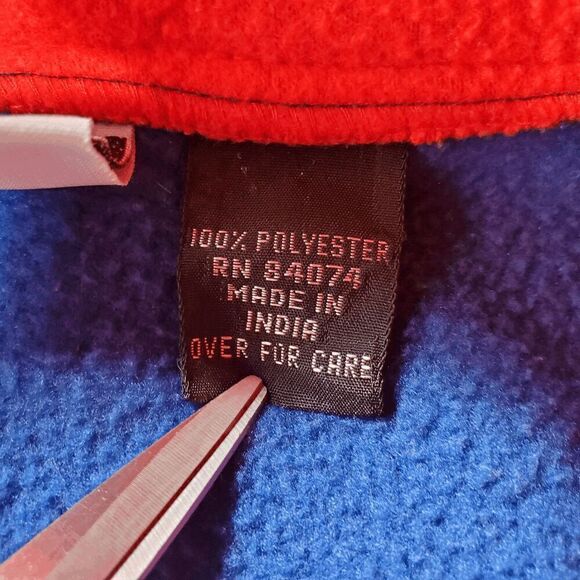 100% POLYESTER
RN 84074
MADE IN
INDIA
OVER FOR CARE